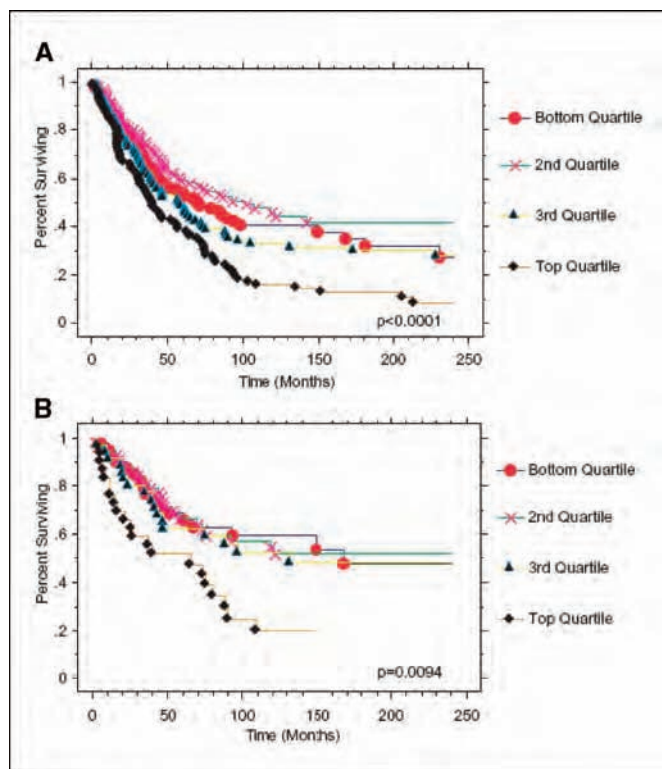 A
1
.8
.6
.4
.2
0
Percent Surviving
0 50 100 150 200 250
Time (Months)
p<0.0001
Bottom Quartile
2nd Quartile
3rd Quartile
Top Quartile
B
1
.8
.6
.4
.2
0
Percent Surviving
0 50 100 150 200 250
Time (Months)
p=0.0094
Bottom Quartile
2nd Quartile
3rd Quartile
Top Quartile